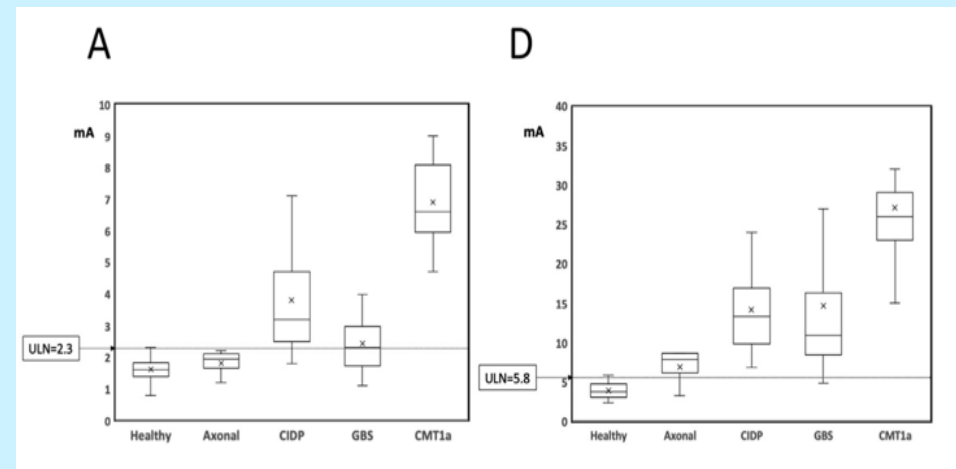 A
D
mA
10
9
8
7
6
5
4
3
2
1
0
ULN=2.3
Healthy Axonal CIDP GBS CMT1a
mA
40
35
30
25
20
15
10
5
0
ULN=5.8
Healthy Axonal CIDP GBS CMT1a